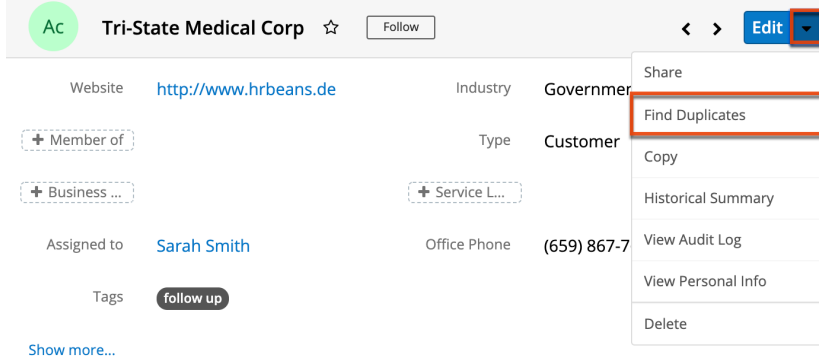 Ac Tri-State Medical Corp Follow Edit
Share
Website http://www.hrbeans.de Industry
Find Duplicates
Member of Type Customer
Copy
Business ... Service L...
Historical Summary
Assigned to Sarah Smith Office Phone (659) 867-7
View Audit Log
View Personal Info
Tags follow up
Delete
Show more...